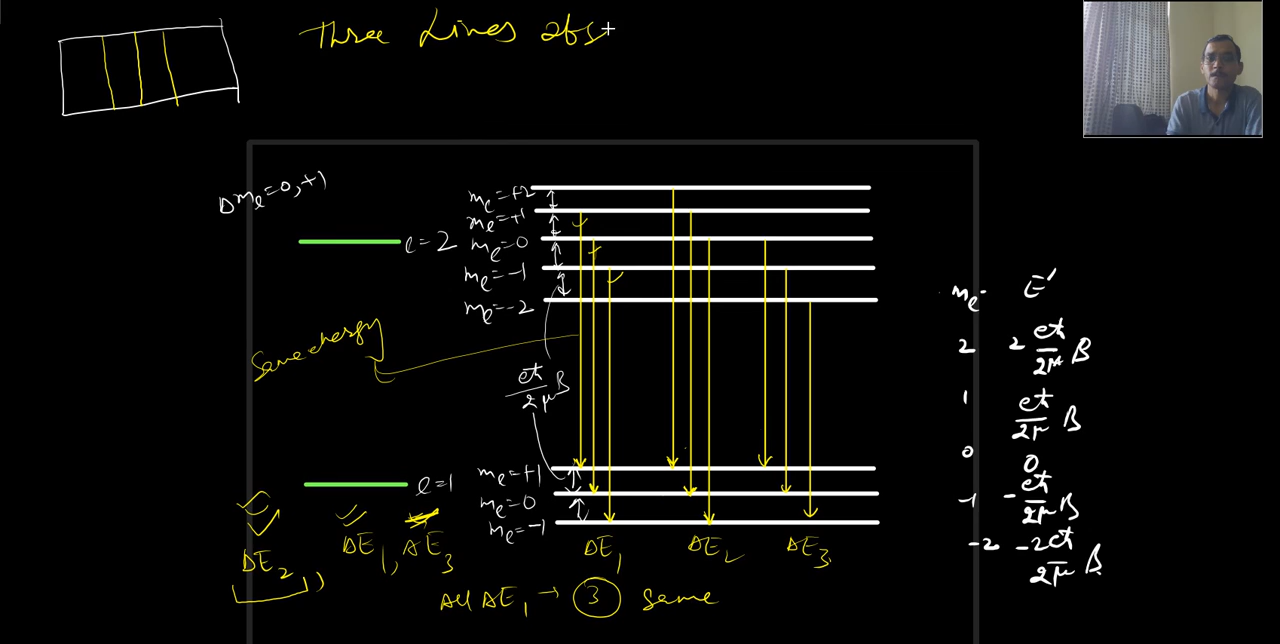 Three Lines obs
Δmℓ=0,±1
ℓ=2
mℓ=+2
mℓ=+1
mℓ=0
mℓ=-1
mℓ=-2
Same energy
eħ/2μ B
ℓ=1
mℓ=+1
mℓ=0
mℓ=-1
ΔE₁ ΔE₂ ΔE₃
ΔE₂, ΔE₁, ΔE₃
All ΔE₁ → 3 same
mℓ E'
2 2 eħ/2μ B
1 eħ/2μ B
0 0
-1 -eħ/2μ B
-2 -2eħ/2μ B